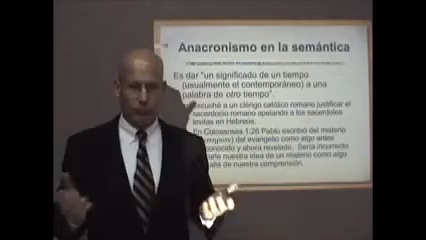 Anacronismo en la semántica
Es dar "un significado de un tiempo
(usualmente el contemporáneo) a una
palabra de otro tiempo".
Escuché a un clérigo católico romano justificar el
sacerdocio romano apelando a los sacerdotes
levitas en Hebreos.
En Colosenses 1:26 Pablo escribió del misterio
del evangelio como algo antes
conocido y ahora revelado. Sería incorrecto
darle nuestra idea de un misterio como algo
de nuestra comprensión.